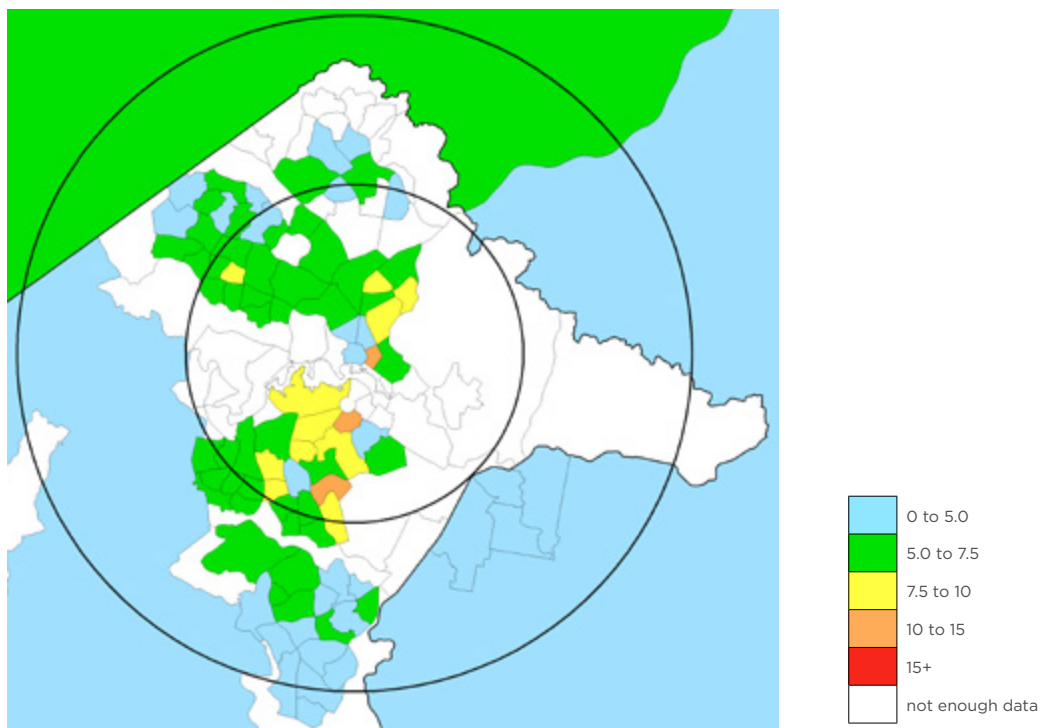 0 to 5.0
5.0 to 7.5
7.5 to 10
10 to 15
15+
not enough data